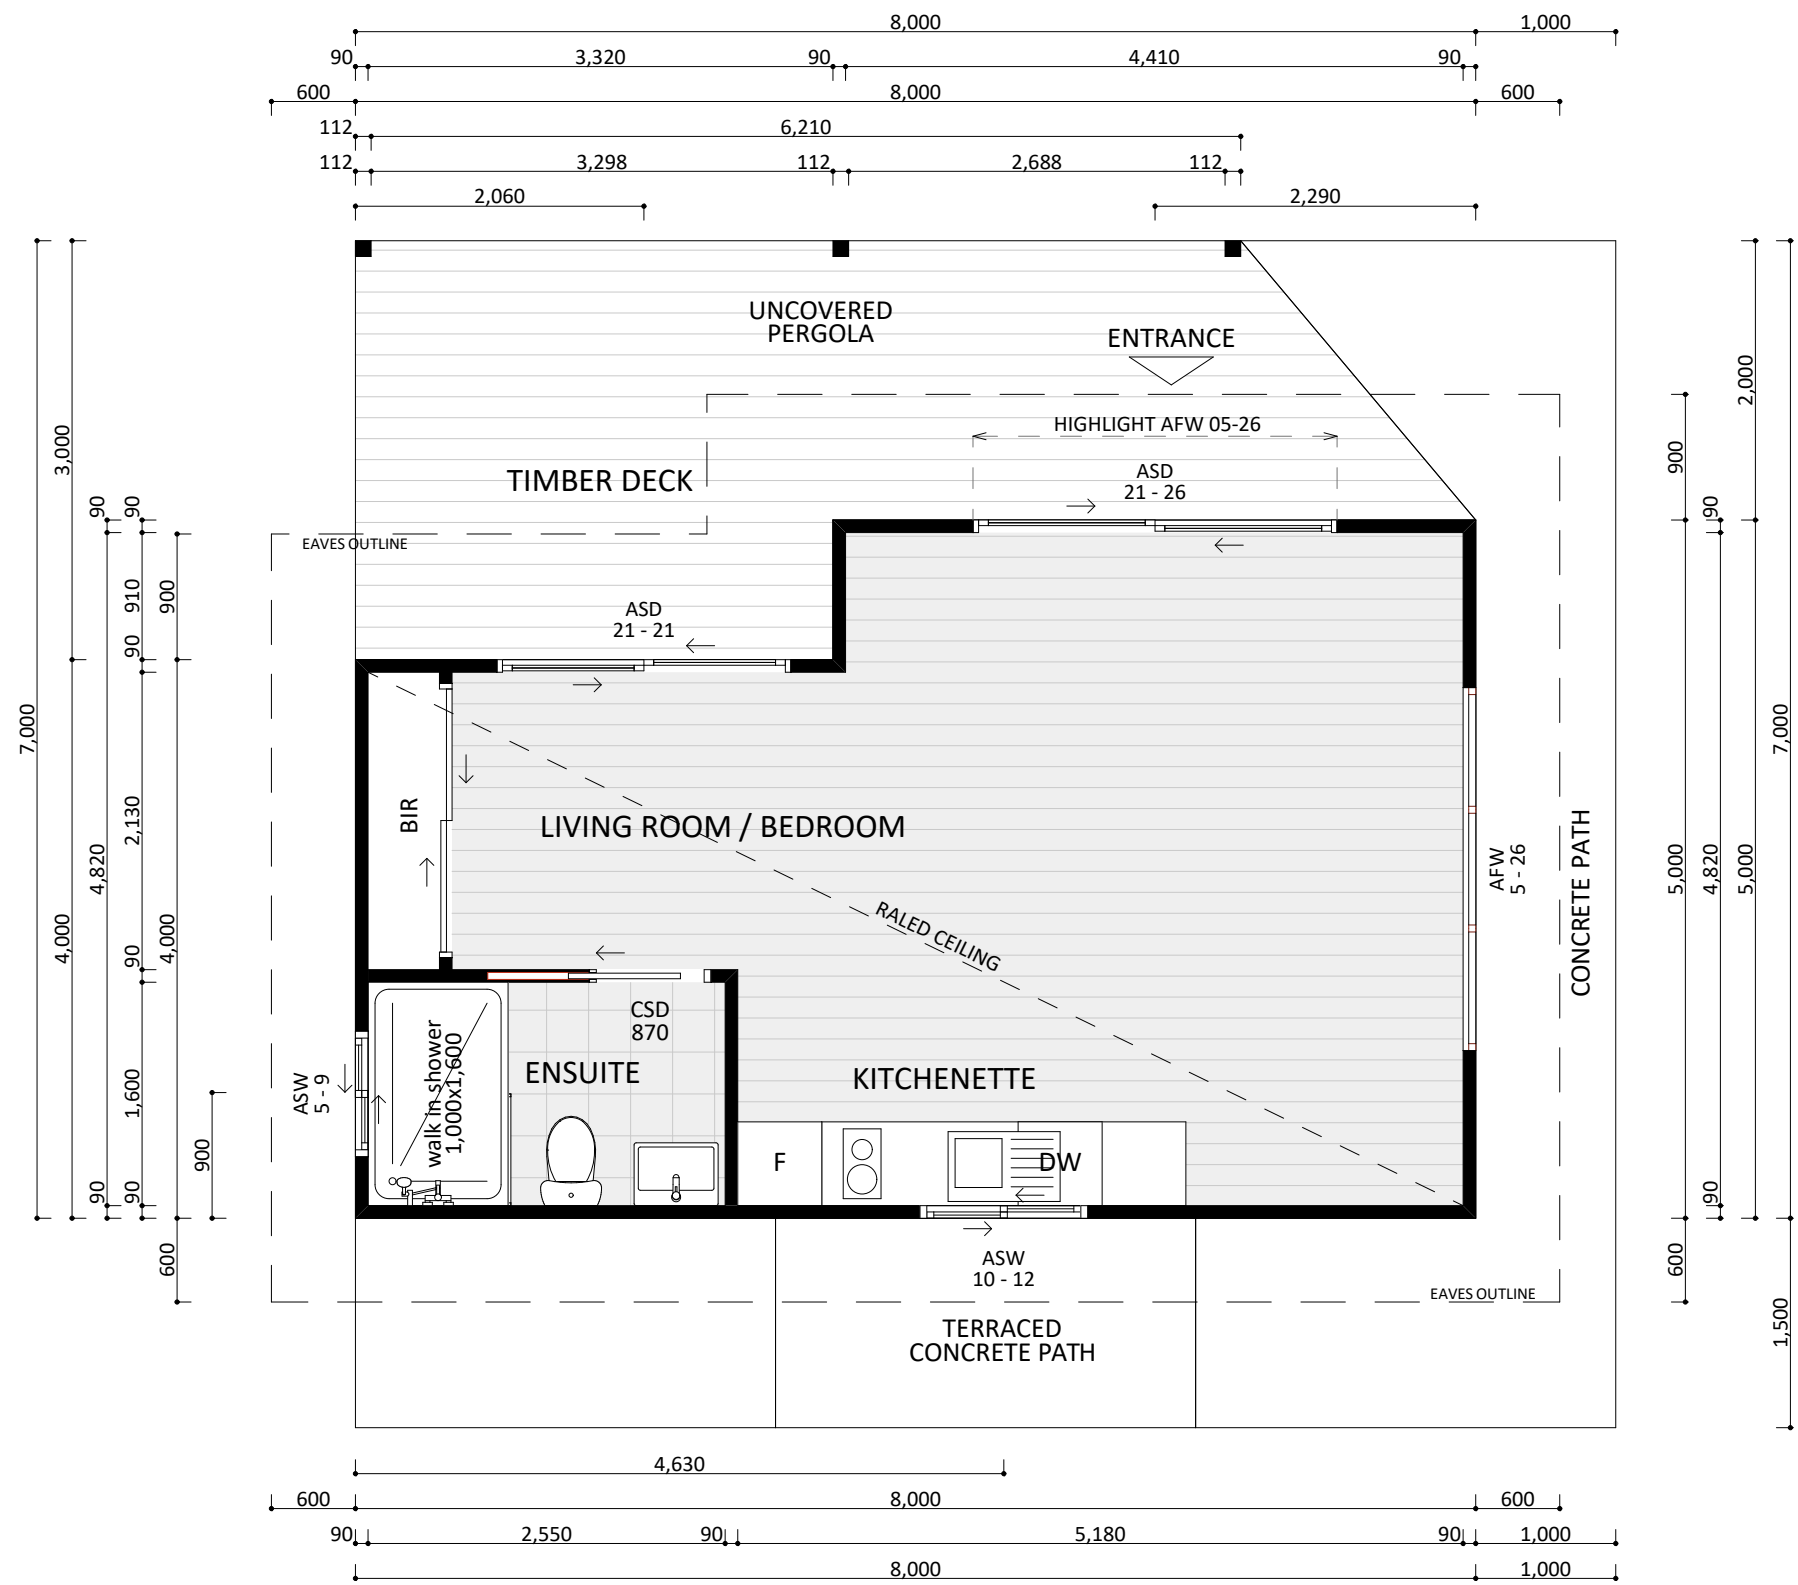 8,000 1,000
90 3,320 90 4,410 90
600 8,000 600
112 6,210
112 3,298 112 2,688 112
2,060 2,290
UNCOVERED
PERGOLA
ENTRANCE
HIGHLIGHT AFW 05-26
ASD
21 - 26
TIMBER DECK
EAVES OUTLINE
ASD
21 - 21
BIR
LIVING ROOM / BEDROOM
RALED CEILING
AFW
5 - 26
CONCRETE PATH
CSD
870
ENSUITE
walk in shower
1,000x1,600
ASW
5 - 9
KITCHENETTE
F
DW
ASW
10 - 12
EAVES OUTLINE
TERRACED
CONCRETE PATH
7,000
3,000
4,000
90
4,820
90
90
910
90
2,130
90
1,600
90
900
4,000
600
900
900
5,000
600
90
4,820
90
2,000
5,000
7,000
1,500
4,630
600 8,000 600
90 2,550 90 5,180 90 1,000
8,000 1,000